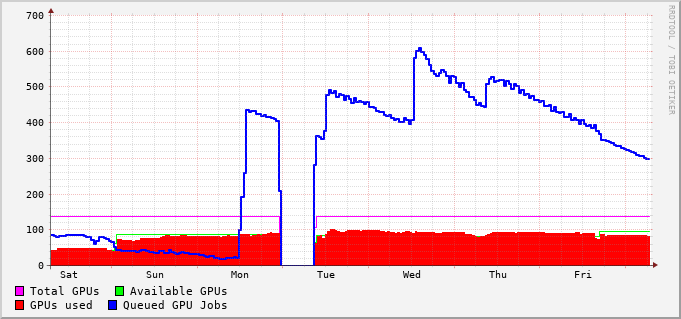 700
600
500
400
300
200
100
0
Sat Sun Mon Tue Wed Thu Fri
Total GPUs Available GPUs
GPUs used Queued GPU Jobs
RRDTOOL / TOBI OETIKER